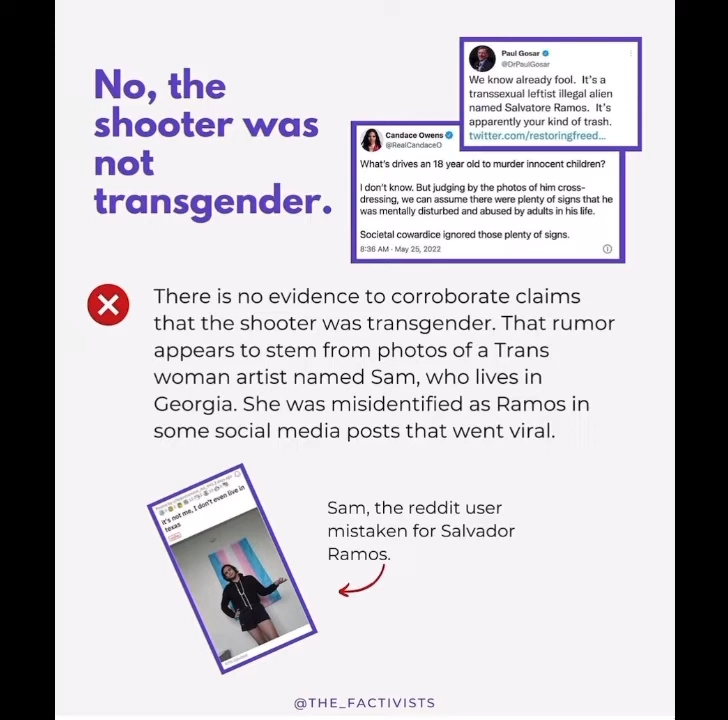 No, the
shooter was
not
transgender.
Paul Gosar
@DrPaulGosar
We know already fool. It's a
transsexual leftist illegal alien
named Salvatore Ramos. It's
apparently your kind of trash.
twitter.com/restoringfreed...
Candace Owens
@RealCandaceO
What's drives an 18 year old to murder innocent children?
I don't know. But judging by the photos of him cross-
dressing, we can assume there were plenty of signs that he
was mentally disturbed and abused by adults in his life.
Societal cowardice ignored those plenty of signs.
8:36 AM · May 25, 2022
There is no evidence to corroborate claims
that the shooter was transgender. That rumor
appears to stem from photos of a Trans
woman artist named Sam, who lives in
Georgia. She was misidentified as Ramos in
some social media posts that went viral.
it's not me, I don't even live in
texas
Sam, the reddit user
mistaken for Salvador
Ramos.
@THE_FACTIVISTS